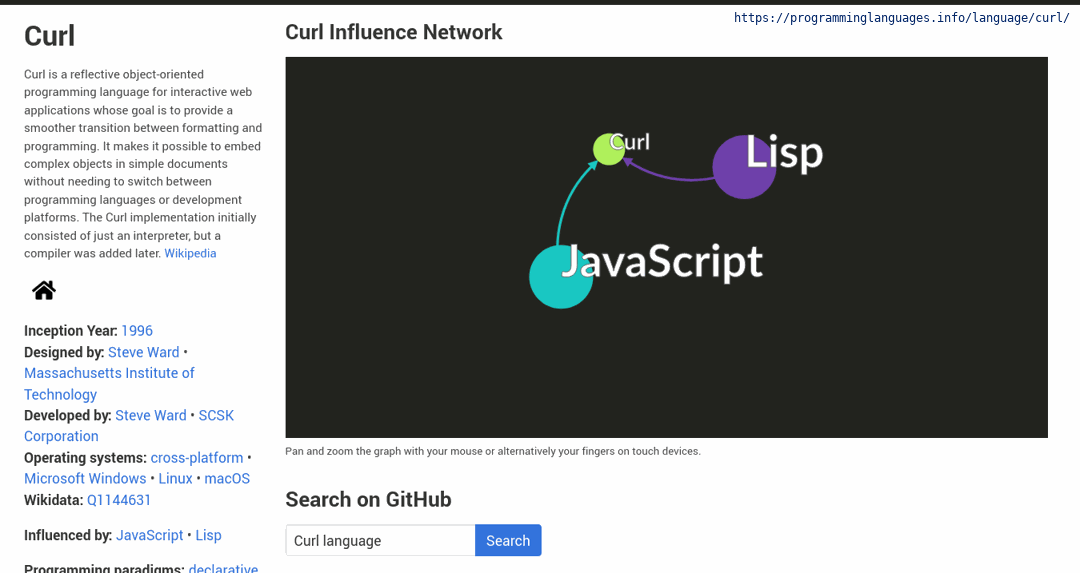 https://programminglanguages.info/language/curl/
Curl
Curl is a reflective object-oriented
programming language for interactive web
applications whose goal is to provide a
smoother transition between formatting and
programming. It makes it possible to embed
complex objects in simple documents
without needing to switch between
programming languages or development
platforms. The Curl implementation initially
consisted of just an interpreter, but a
compiler was added later. Wikipedia
Inception Year: 1996
Designed by: Steve Ward •
Massachusetts Institute of
Technology
Developed by: Steve Ward • SCSK
Corporation
Operating systems: cross-platform •
Microsoft Windows • Linux • macOS
Wikidata: Q1144631
Influenced by: JavaScript • Lisp
Programming paradigms: declarative
Curl Influence Network
Curl
Lisp
JavaScript
Pan and zoom the graph with your mouse or alternatively your fingers on touch devices.
Search on GitHub
Curl language
Search